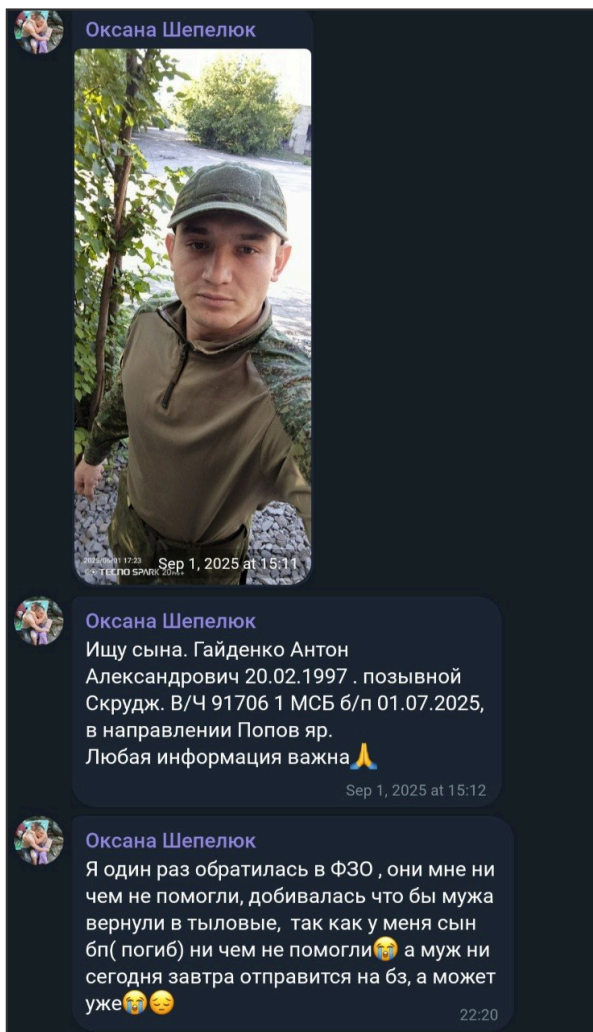 Оксана Шепелюк
Sep 1, 2025 at 15:11
TECNO SPARK
Оксана Шепелюк
Ищу сына. Гайденко Антон
Александрович 20.02.1997 . позывной
Скрудж. В/Ч 91706 1 МСБ б/п 01.07.2025,
в направлении Попов яр.
Любая информация важна🙏
Sep 1, 2025 at 15:12
Оксана Шепелюк
Я один раз обратилась в ФЗО , они мне ни
чем не помогли, добивалась что бы мужа
вернули в тыловые, так как у меня сын
бп( погиб) ни чем не помогли😭 а муж ни
сегодня завтра отправится на бз, а может
уже😭😔
22:20